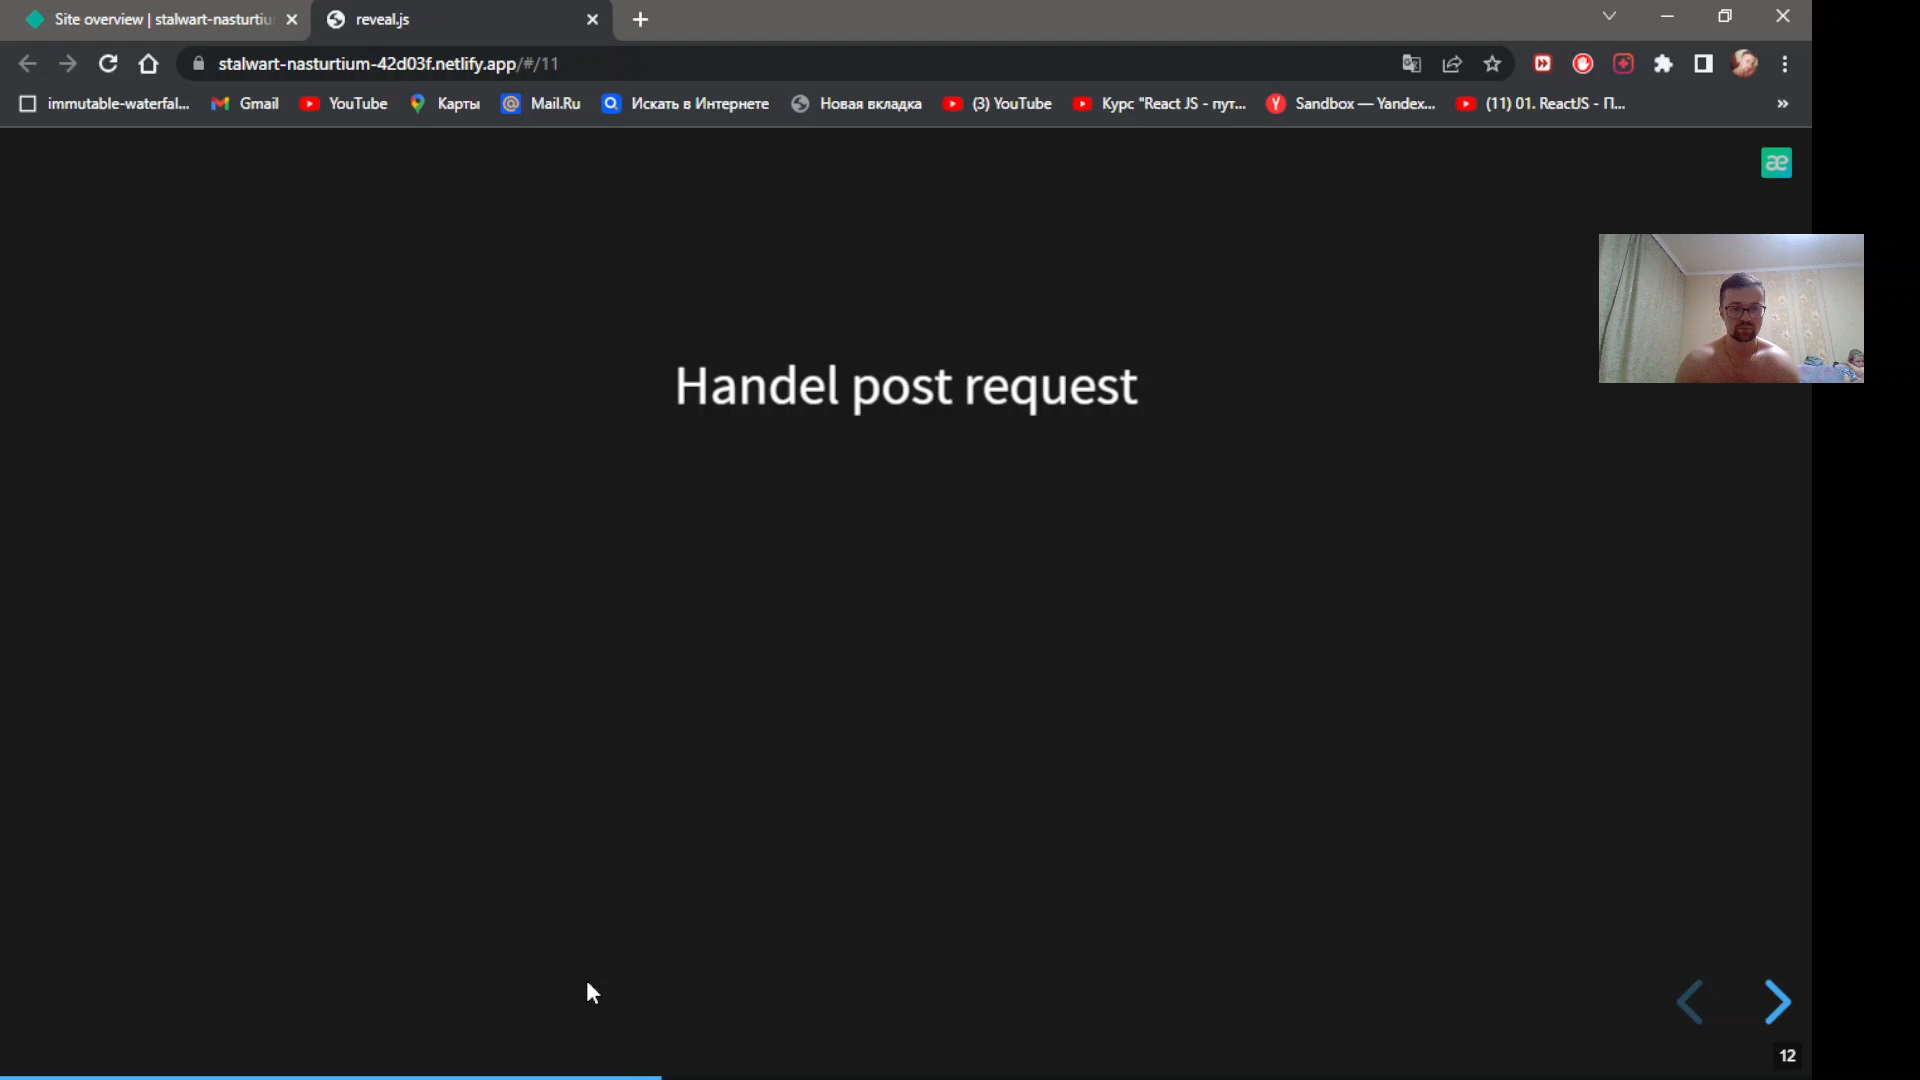 Site overview | stalwart-nasturtiu
reveal.js
stalwart-nasturtium-42d03f.netlify.app/#/11
immutable-waterfal...
Gmail
YouTube
Карты
Mail.Ru
Искать в Интернете
Новая вкладка
(3) YouTube
Курс "React JS - пут...
Sandbox — Yandex...
(11) 01. ReactJS - П...
»
æ
Handel post request
12